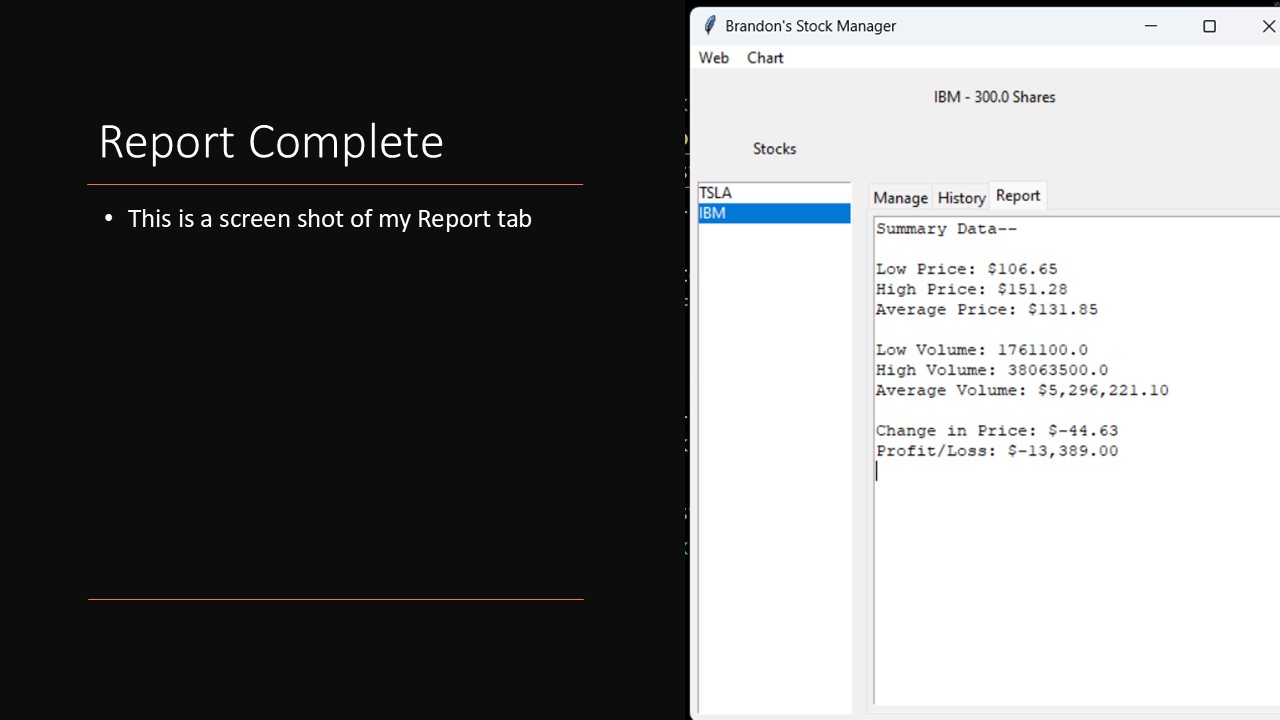 Report Complete
• This is a screen shot of my Report tab
Brandon's Stock Manager
Web Chart
IBM - 300.0 Shares
Stocks
TSLA
IBM
Manage History Report
Summary Data--
Low Price: $106.65
High Price: $151.28
Average Price: $131.85
Low Volume: 1761100.0
High Volume: 38063500.0
Average Volume: $5,296,221.10
Change in Price: $-44.63
Profit/Loss: $-13,389.00